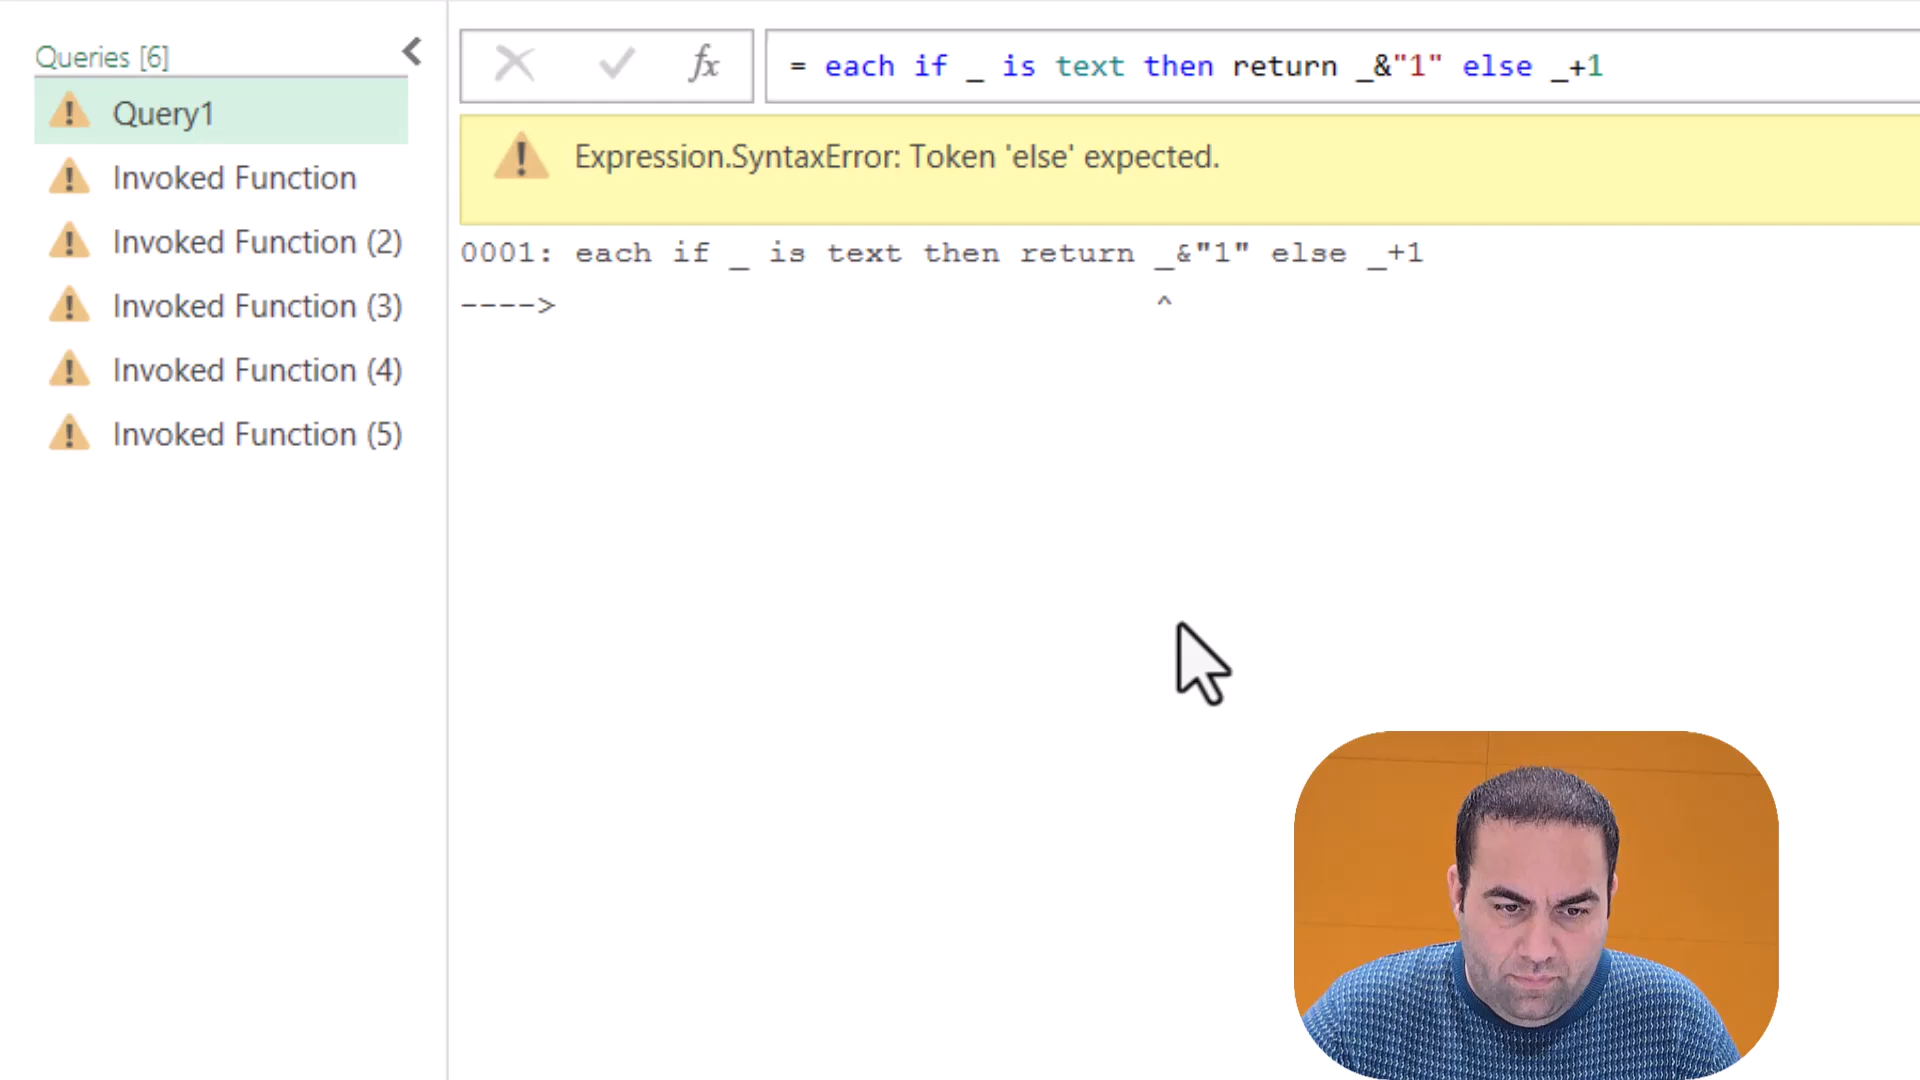 Queries [6]
Query1
Invoked Function
Invoked Function (2)
Invoked Function (3)
Invoked Function (4)
Invoked Function (5)
fx
= each if _ is text then return _&"1" else _+1
Expression.SyntaxError: Token 'else' expected.
0001: each if _ is text then return _&"1" else _+1
----> ^